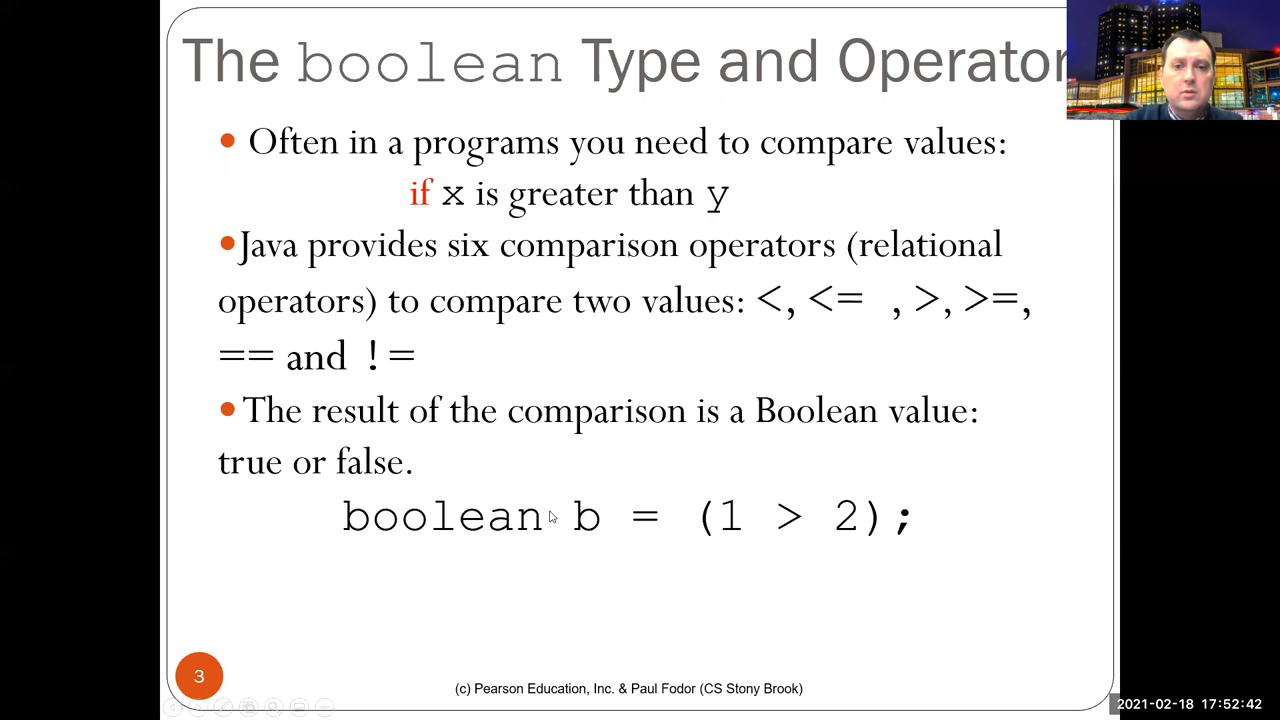 The boolean Type and Operator
• Often in a programs you need to compare values:
if x is greater than y
•Java provides six comparison operators (relational
operators) to compare two values: <, <= , >, >=,
== and !=
•The result of the comparison is a Boolean value:
true or false.
boolean b = (1 > 2);
3
(c) Pearson Education, Inc. & Paul Fodor (CS Stony Brook)
2021-02-18 17:52:42